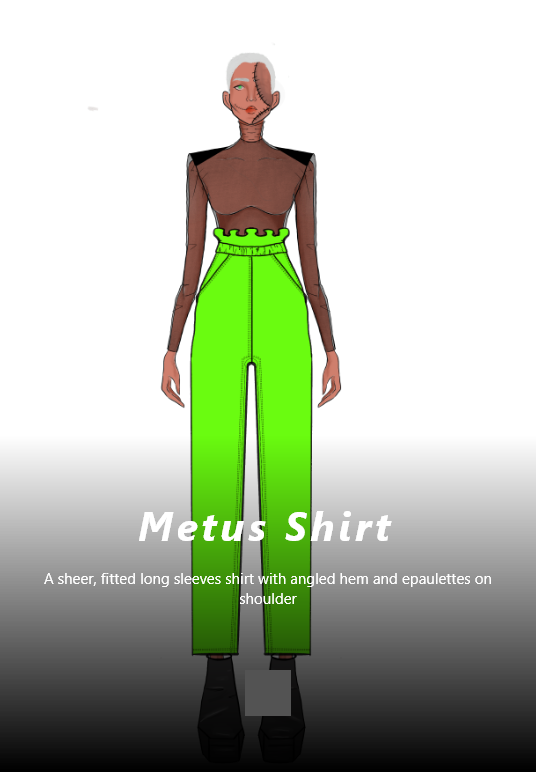 Metus Shirt
A sheer, fitted long sleeves shirt with angled hem and epaulettes on
shoulder